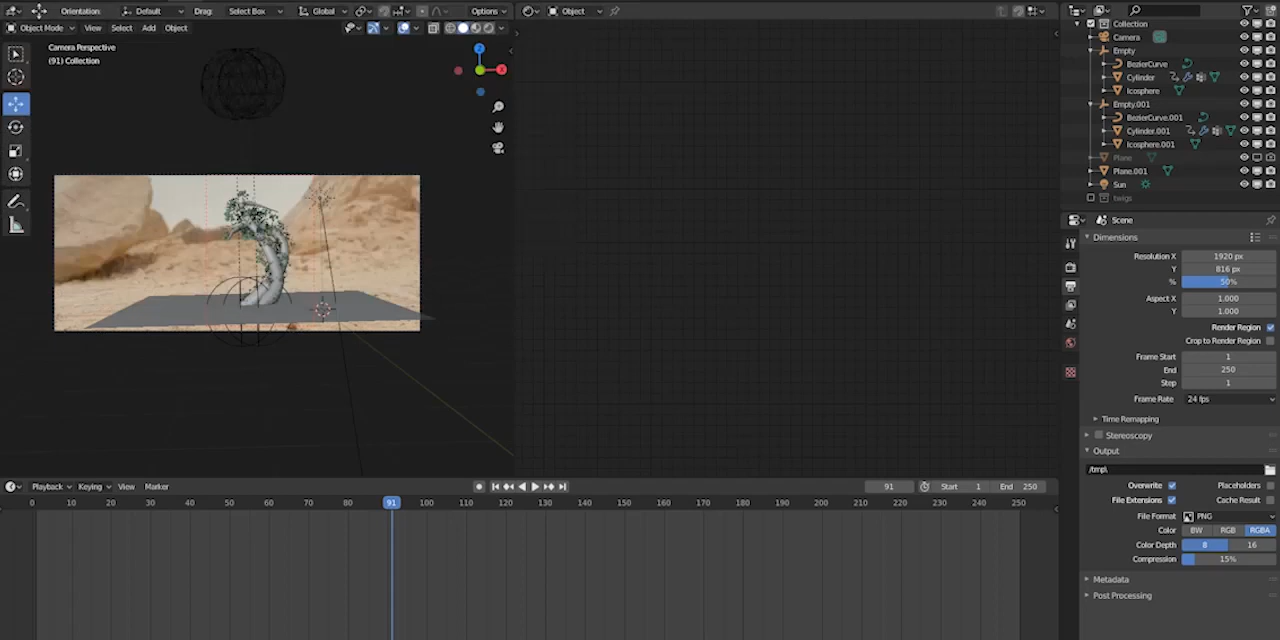 Orientation: Default Drag: Select Box Global Options Object
Object Mode View Select Add Object
Camera Perspective
(91) Collection
Z
X
Collection
Camera
Empty
BezierCurve
Cylinder
Icosphere
Empty.001
BezierCurve.001
Cylinder.001
Icosphere.001
Plane
Plane.001
Sun
twigs
Scene
Dimensions
Resolution X 1920 px
Y 816 px
% 50%
Aspect X 1.000
Y 1.000
Render Region
Crop to Render Region
Frame Start 1
End 250
Step 1
Frame Rate 24 fps
Time Remapping
Stereoscopy
Output
/tmp\
Overwrite Placeholders
File Extensions Cache Result
File Format PNG
Color BW RGB RGBA
Color Depth 8 16
Compression 15%
Metadata
Post Processing
Playback Keying View Marker 91 Start 1 End 250
0 10 20 30 40 50 60 70 80 91 100 110 120 130 140 150 160 170 180 190 200 210 220 230 240 250